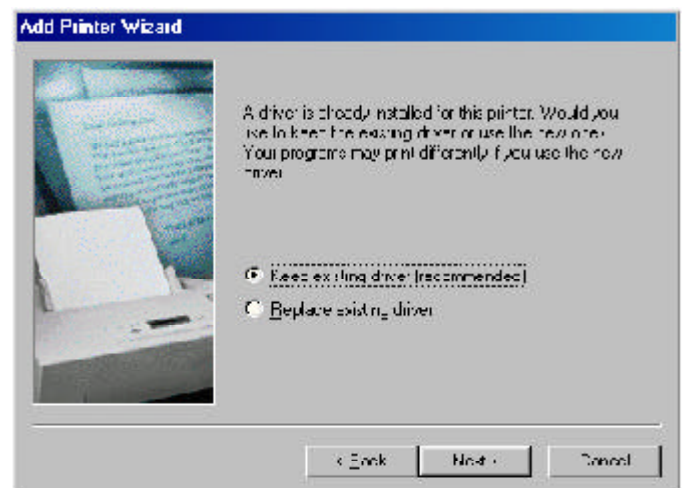 Add Printer Wizard
A driver is already installed for this printer. Would you
like to keep the existing driver or use the new one?
Your programs may print differently if you use the new
driver.
Keep existing driver (recommended)
Replace existing driver
< Back
Next >
Cancel